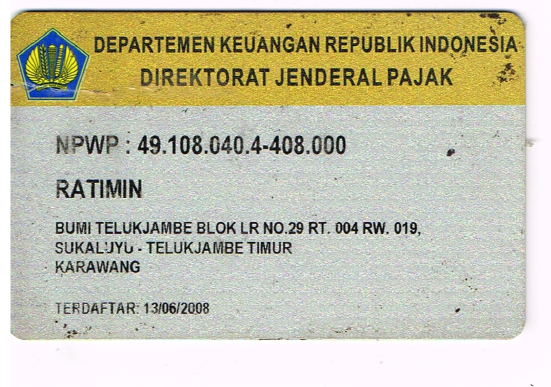 DEPARTEMEN KEUANGAN REPUBLIK INDONESIA
DIREKTORAT JENDERAL PAJAK
NPWP : 49.108.040.4-408.000
RATIMIN
BUMI TELUKJAMBE BLOK LR NO.29 RT. 004 RW. 019,
SUKALUYU - TELUKJAMBE TIMUR
KARAWANG
TERDAFTAR: 13/06/2008